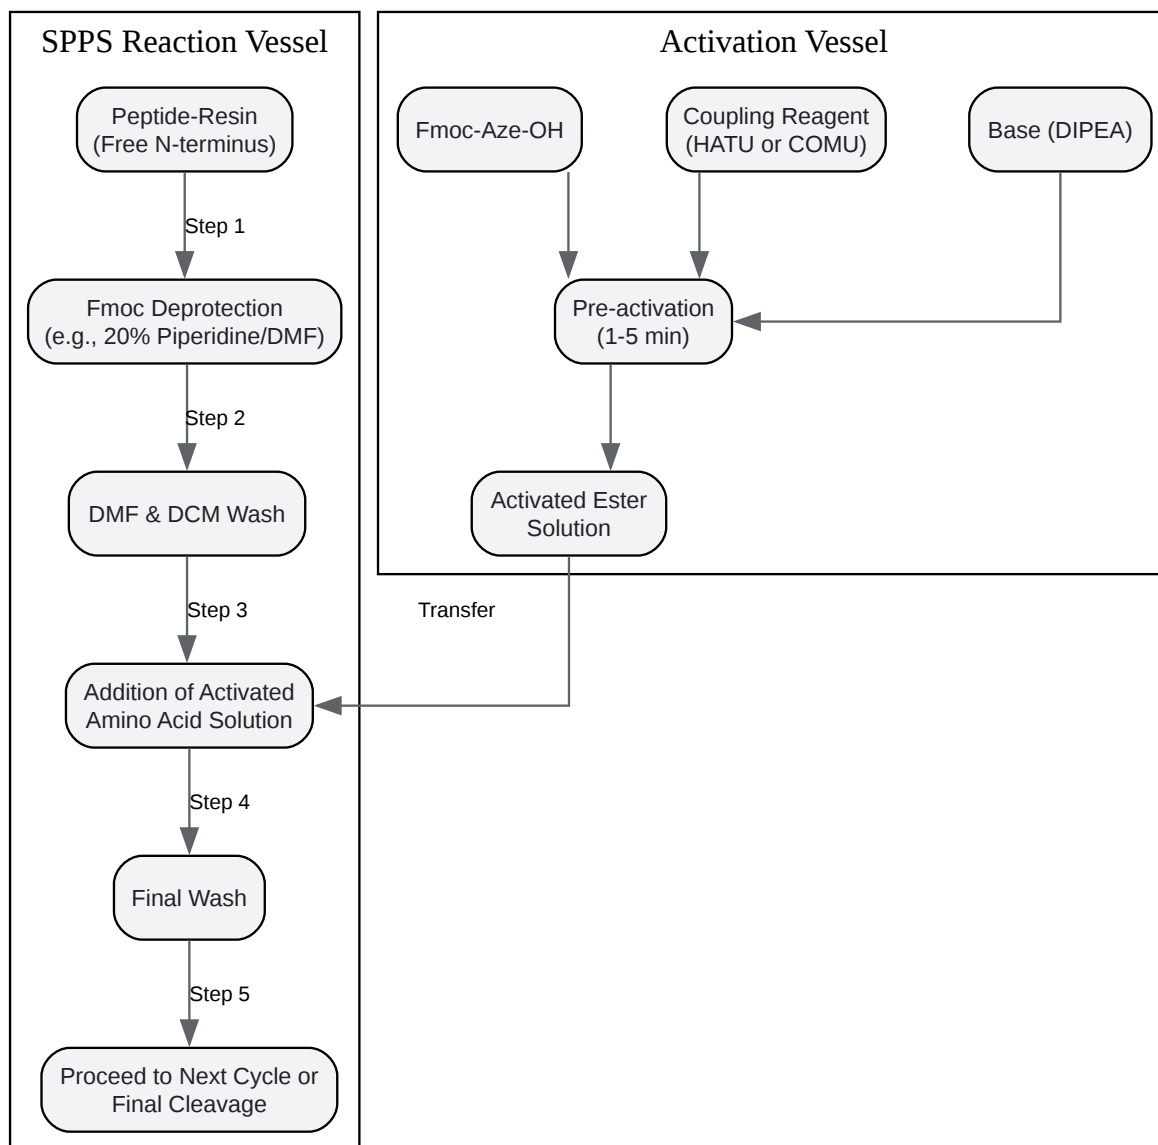 SPPS Reaction Vessel
Peptide-Resin
(Free N-terminus)
Step 1
Fmoc Deprotection
(e.g., 20% Piperidine/DMF)
Step 2
DMF & DCM Wash
Step 3
Addition of Activated
Amino Acid Solution
Step 4
Final Wash
Step 5
Proceed to Next Cycle or
Final Cleavage
Activation Vessel
Fmoc-Aze-OH
Coupling Reagent
(HATU or COMU)
Base (DIPEA)
Pre-activation
(1-5 min)
Activated Ester
Solution
Transfer